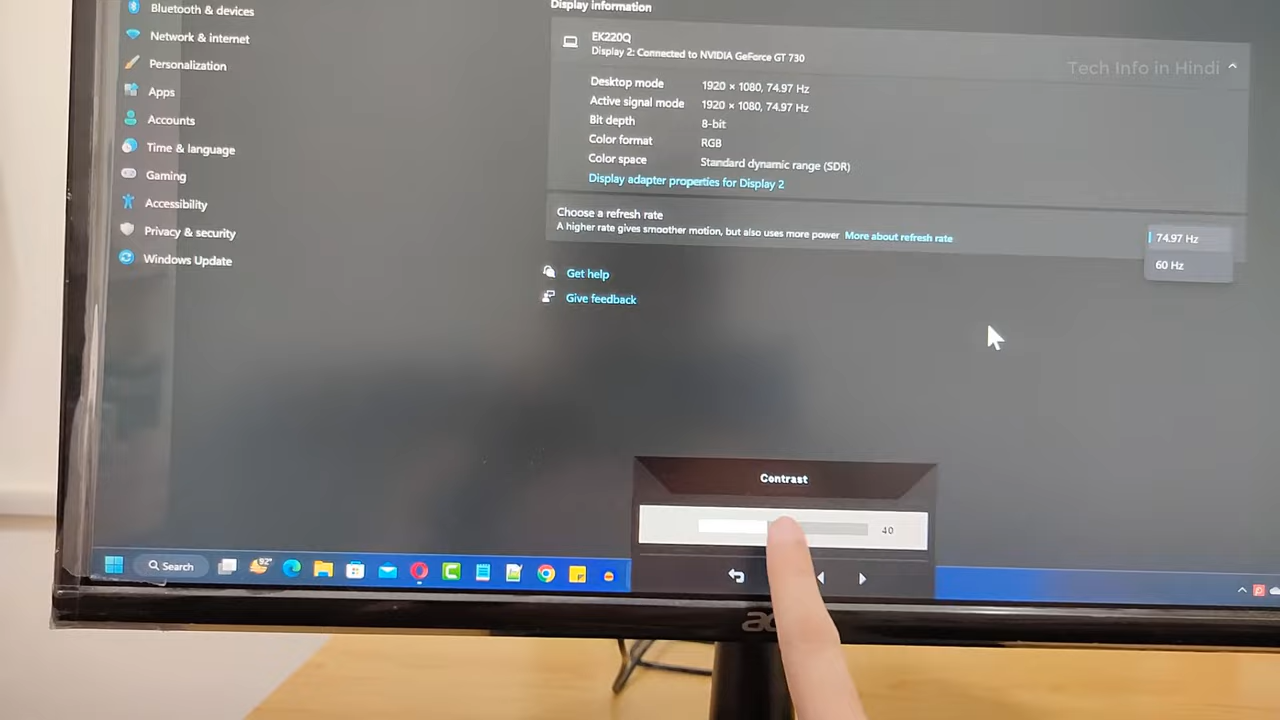 Bluetooth & devices
Network & internet
Personalization
Apps
Accounts
Time & language
Gaming
Accessibility
Privacy & security
Windows Update
Display information
EK220Q
Display 2: Connected to NVIDIA GeForce GT 730
Tech Info in Hindi
Desktop mode 1920 × 1080, 74.97 Hz
Active signal mode 1920 × 1080, 74.97 Hz
Bit depth 8-bit
Color format RGB
Color space Standard dynamic range (SDR)
Display adapter properties for Display 2
Choose a refresh rate
A higher rate gives smoother motion, but also uses more power More about refresh rate
74.97 Hz
60 Hz
Get help
Give feedback
Contrast
40
Search
92°